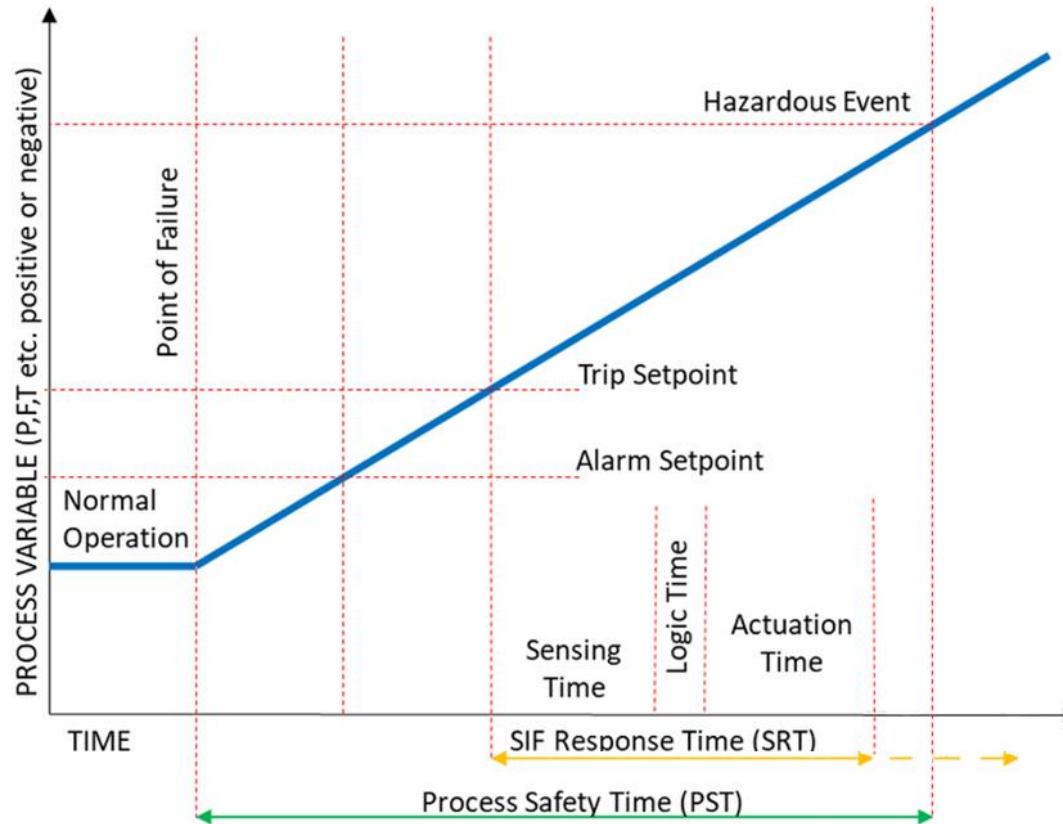 PROCESS VARIABLE (P,F,T etc. positive or negative)
Hazardous Event
Point of Failure
Trip Setpoint
Alarm Setpoint
Normal
Operation
Sensing
Time
Logic Time
Actuation
Time
TIME
SIF Response Time (SRT)
Process Safety Time (PST)